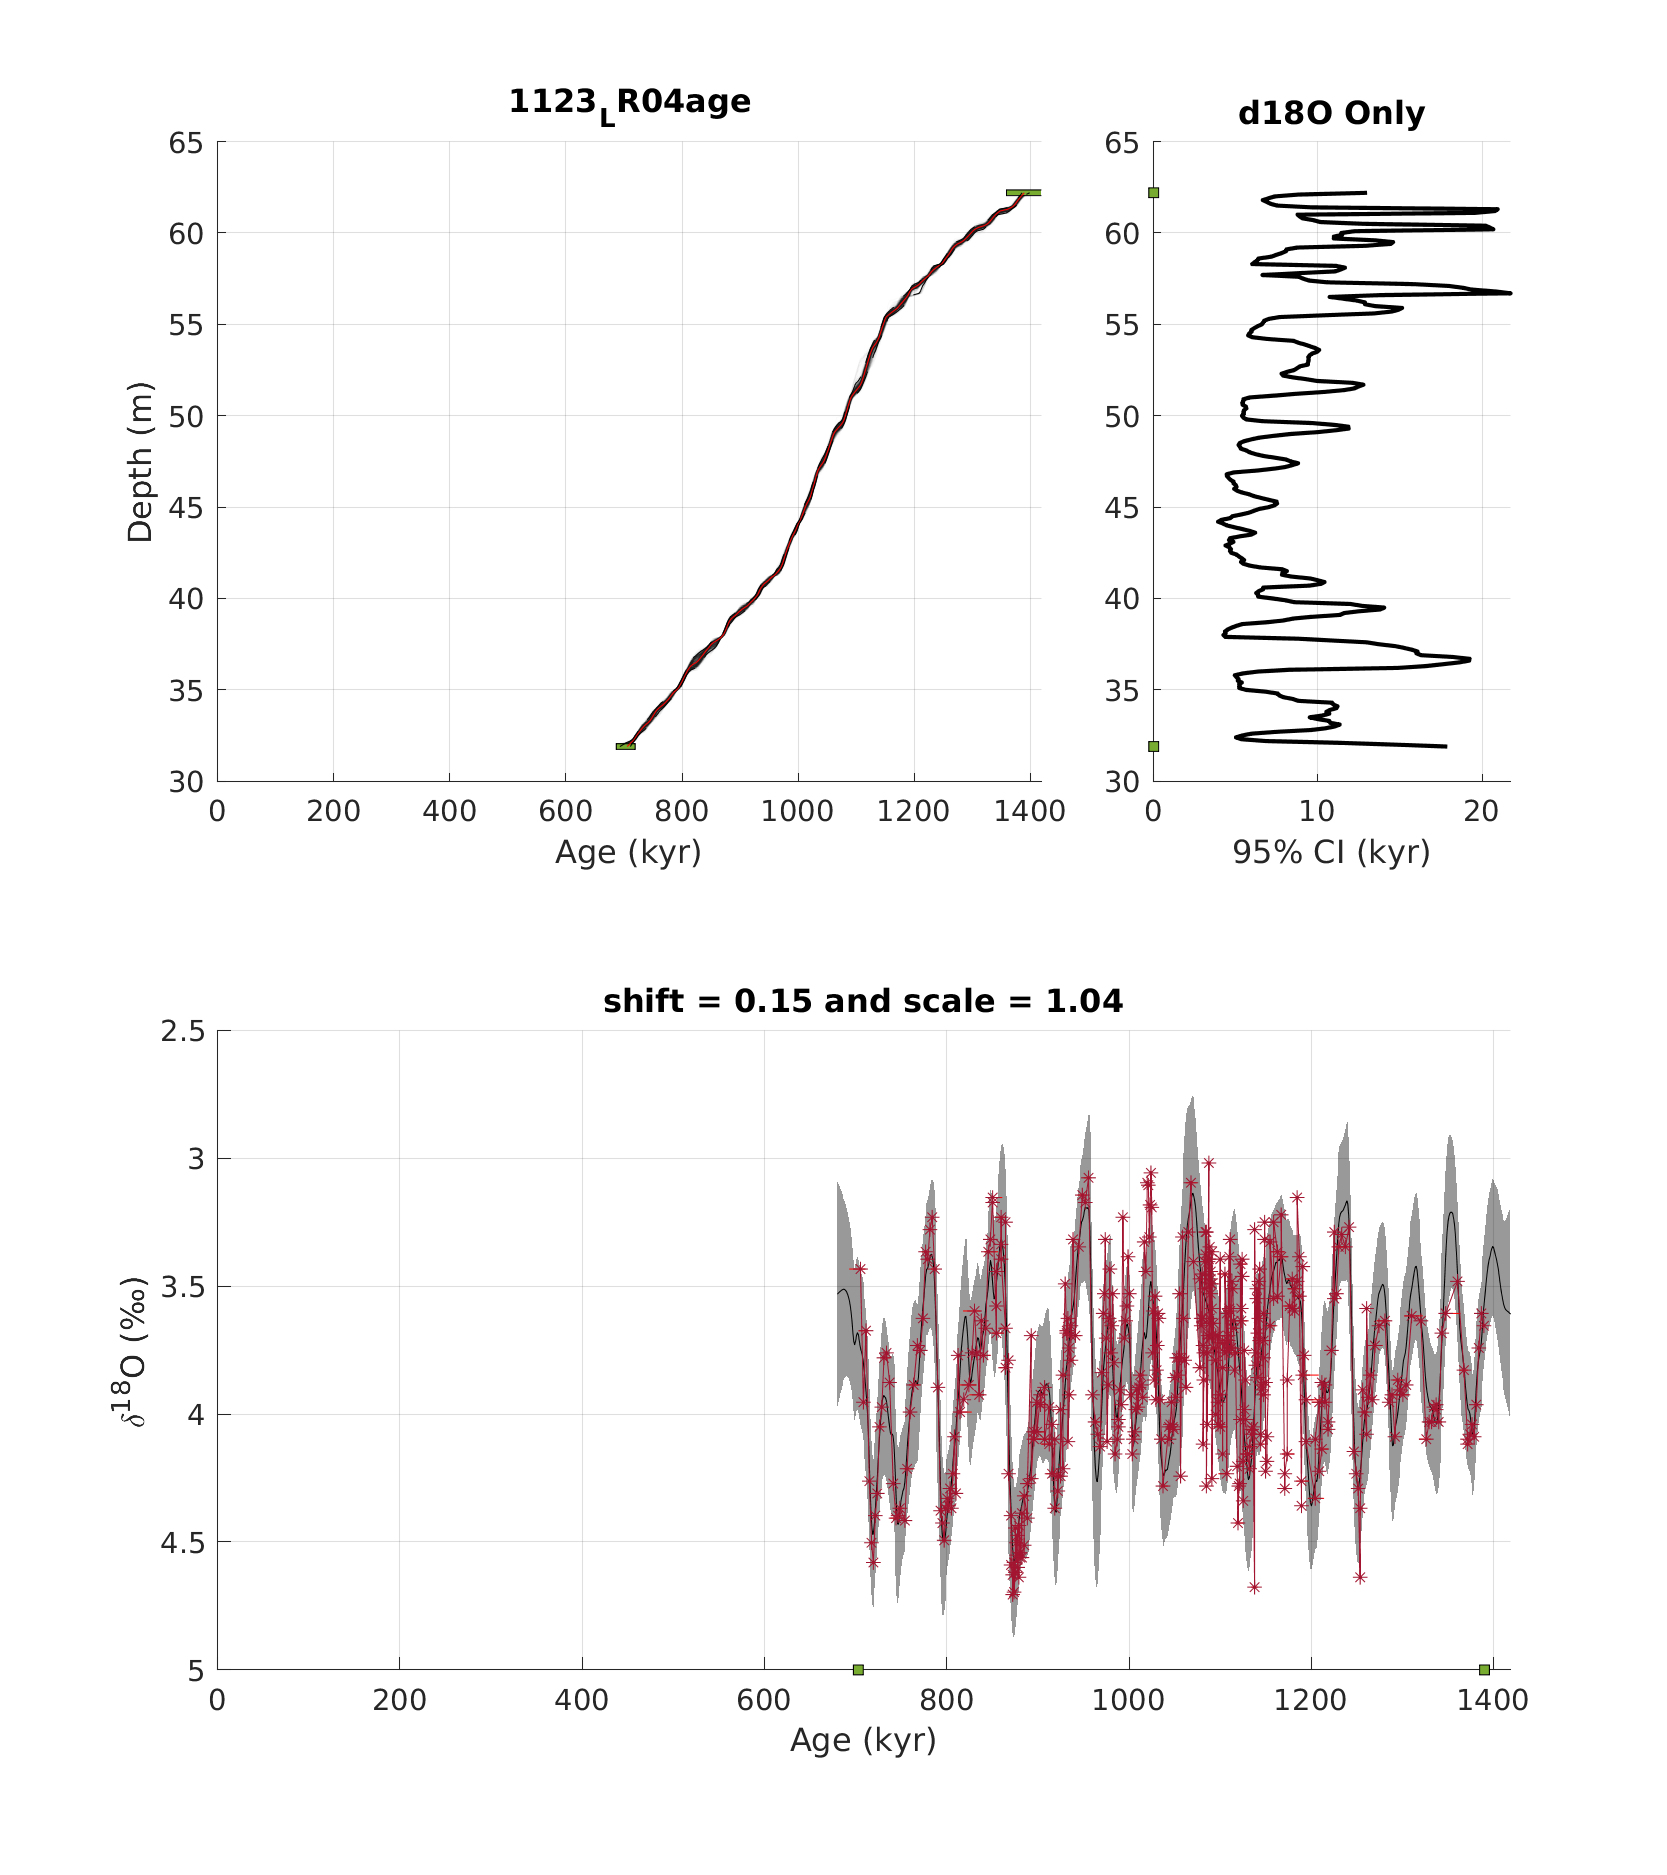 1123LR04age
65
60
55
50
45
40
35
30
Depth (m)
0 200 400 600 800 1000 1200 1400
Age (kyr)
d18O Only
65
60
55
50
45
40
35
30
0 10 20
95% CI (kyr)
shift = 0.15 and scale = 1.04
2.5
3
3.5
4
4.5
5
δ18O (‰)
0 200 400 600 800 1000 1200 1400
Age (kyr)